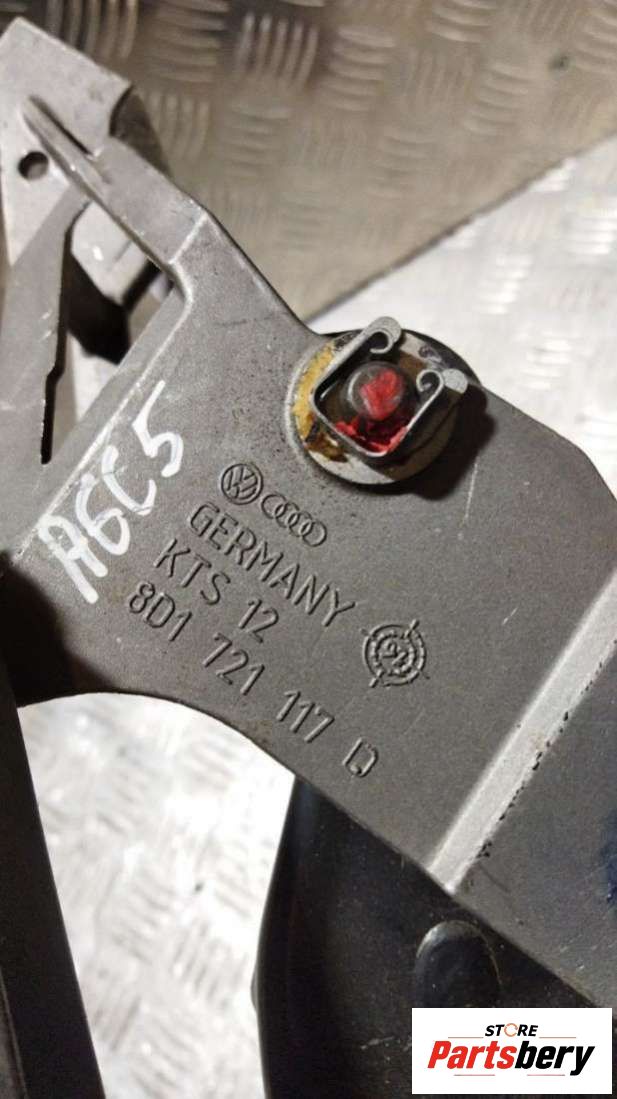 A6C5
GERMANY
KTS 12
8D1 721 117 D
STORE
Partsbery